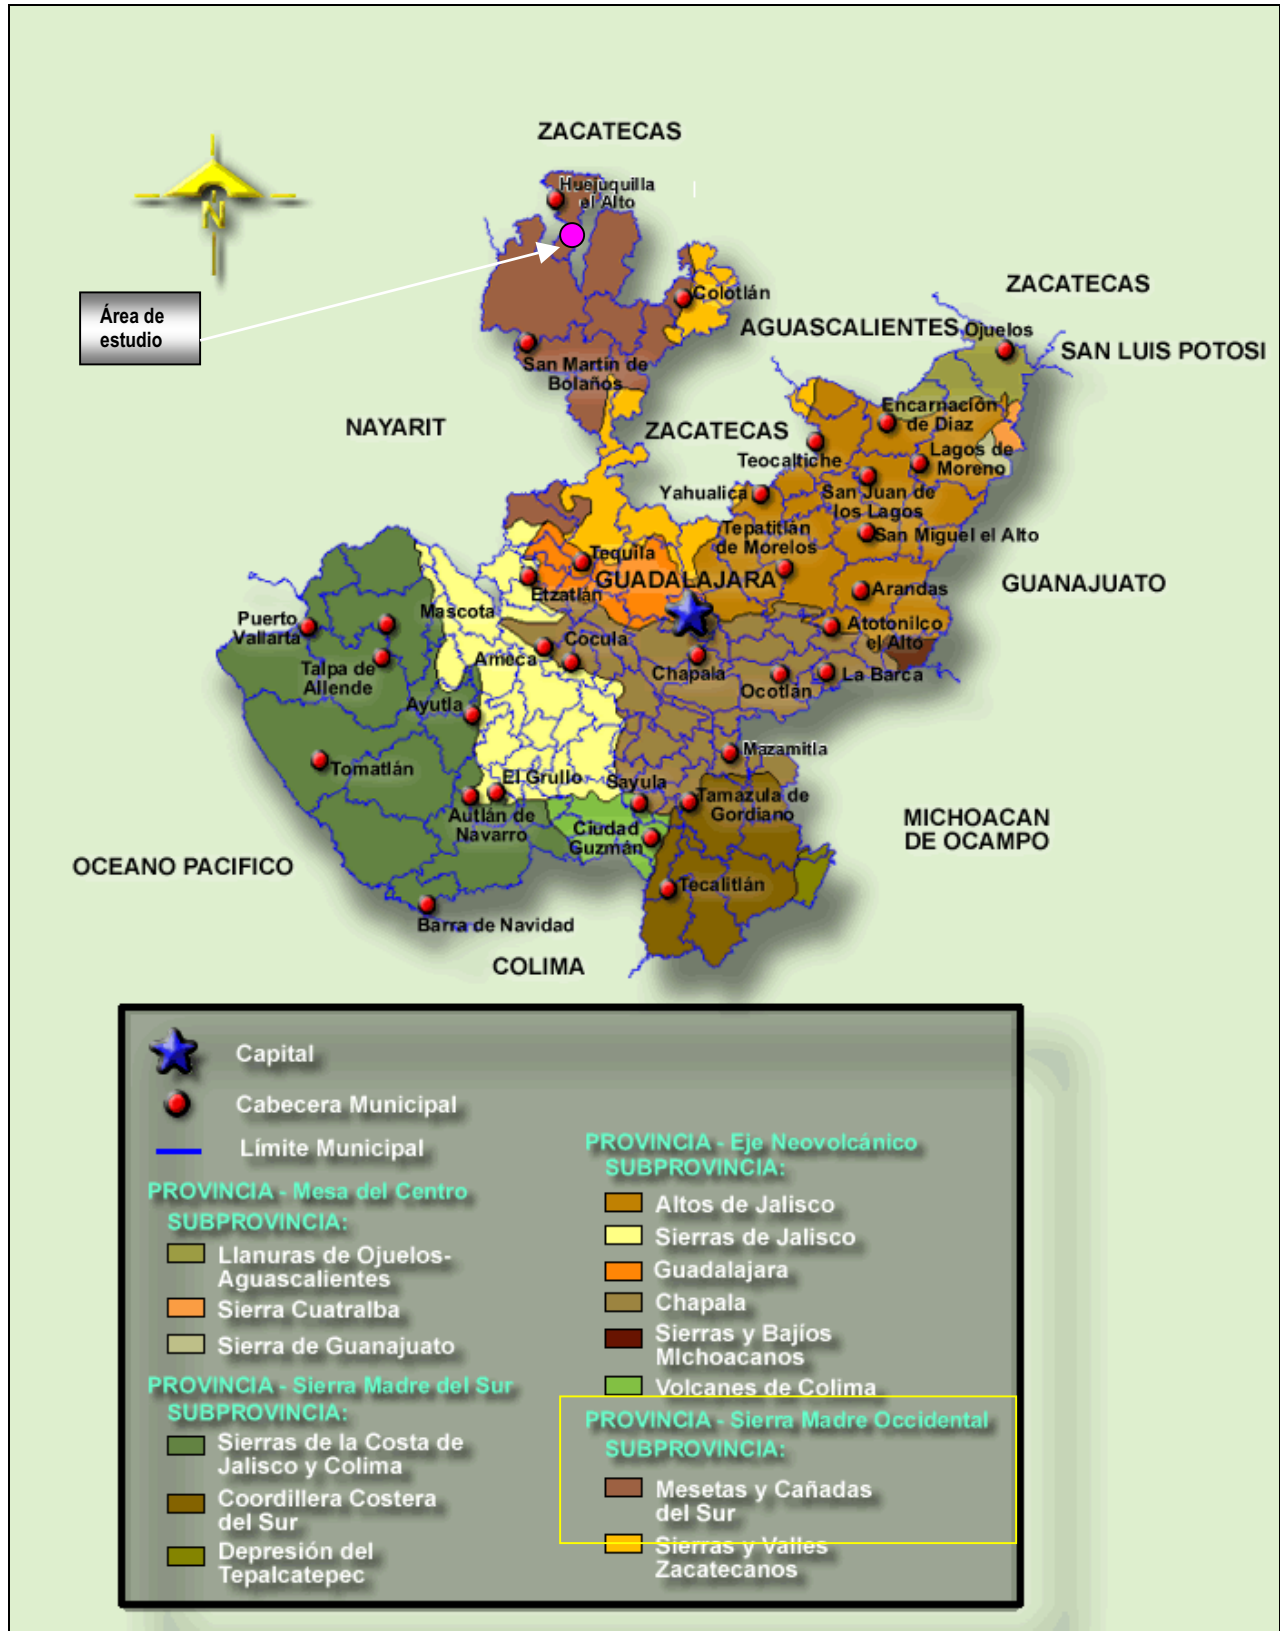 ZACATECAS
Huejuquilla
el Alto
N
Área de
estudio
Colotlán
ZACATECAS
AGUASCALIENTES
Ojuelos
SAN LUIS POTOSI
San Martín de
Bolaños
NAYARIT
ZACATECAS
Encarnación
de Diaz
Teocaltiche
Lagos de
Moreno
Yahualica
San Juan de
los Lagos
Tepatitlán
de Morelos
San Miguel el Alto
Tequila
GUADALAJARA
Etzatlán
Arandas
GUANAJUATO
Puerto
Vallarta
Mascota
Cocula
Atotonilco
el Alto
Ameca
Talpa de
Allende
Chapala
Ocotlán
La Barca
Ayutla
Mazamitla
Tomatlán
El Grullo
Sayula
Tamazula de
Gordiano
Autlán de
Navarro
Ciudad
Guzmán
MICHOACAN
DE OCAMPO
OCEANO PACIFICO
Tecalitlán
Barra de Navidad
COLIMA
Capital
Cabecera Municipal
Límite Municipal
PROVINCIA - Mesa del Centro
SUBPROVINCIA:
Llanuras de Ojuelos-
Aguascalientes
Sierra Cuatralba
Sierra de Guanajuato
PROVINCIA - Sierra Madre del Sur
SUBPROVINCIA:
Sierras de la Costa de
Jalisco y Colima
Coordillera Costera
del Sur
Depresión del
Tepalcatepec
PROVINCIA - Eje Neovolcánico
SUBPROVINCIA:
Altos de Jalisco
Sierras de Jalisco
Guadalajara
Chapala
Sierras y Bajíos
MIchoacanos
Volcanes de Colima
PROVINCIA - Sierra Madre Occidental
SUBPROVINCIA:
Mesetas y Cañadas
del Sur
Sierras y Valles
Zacatecanos